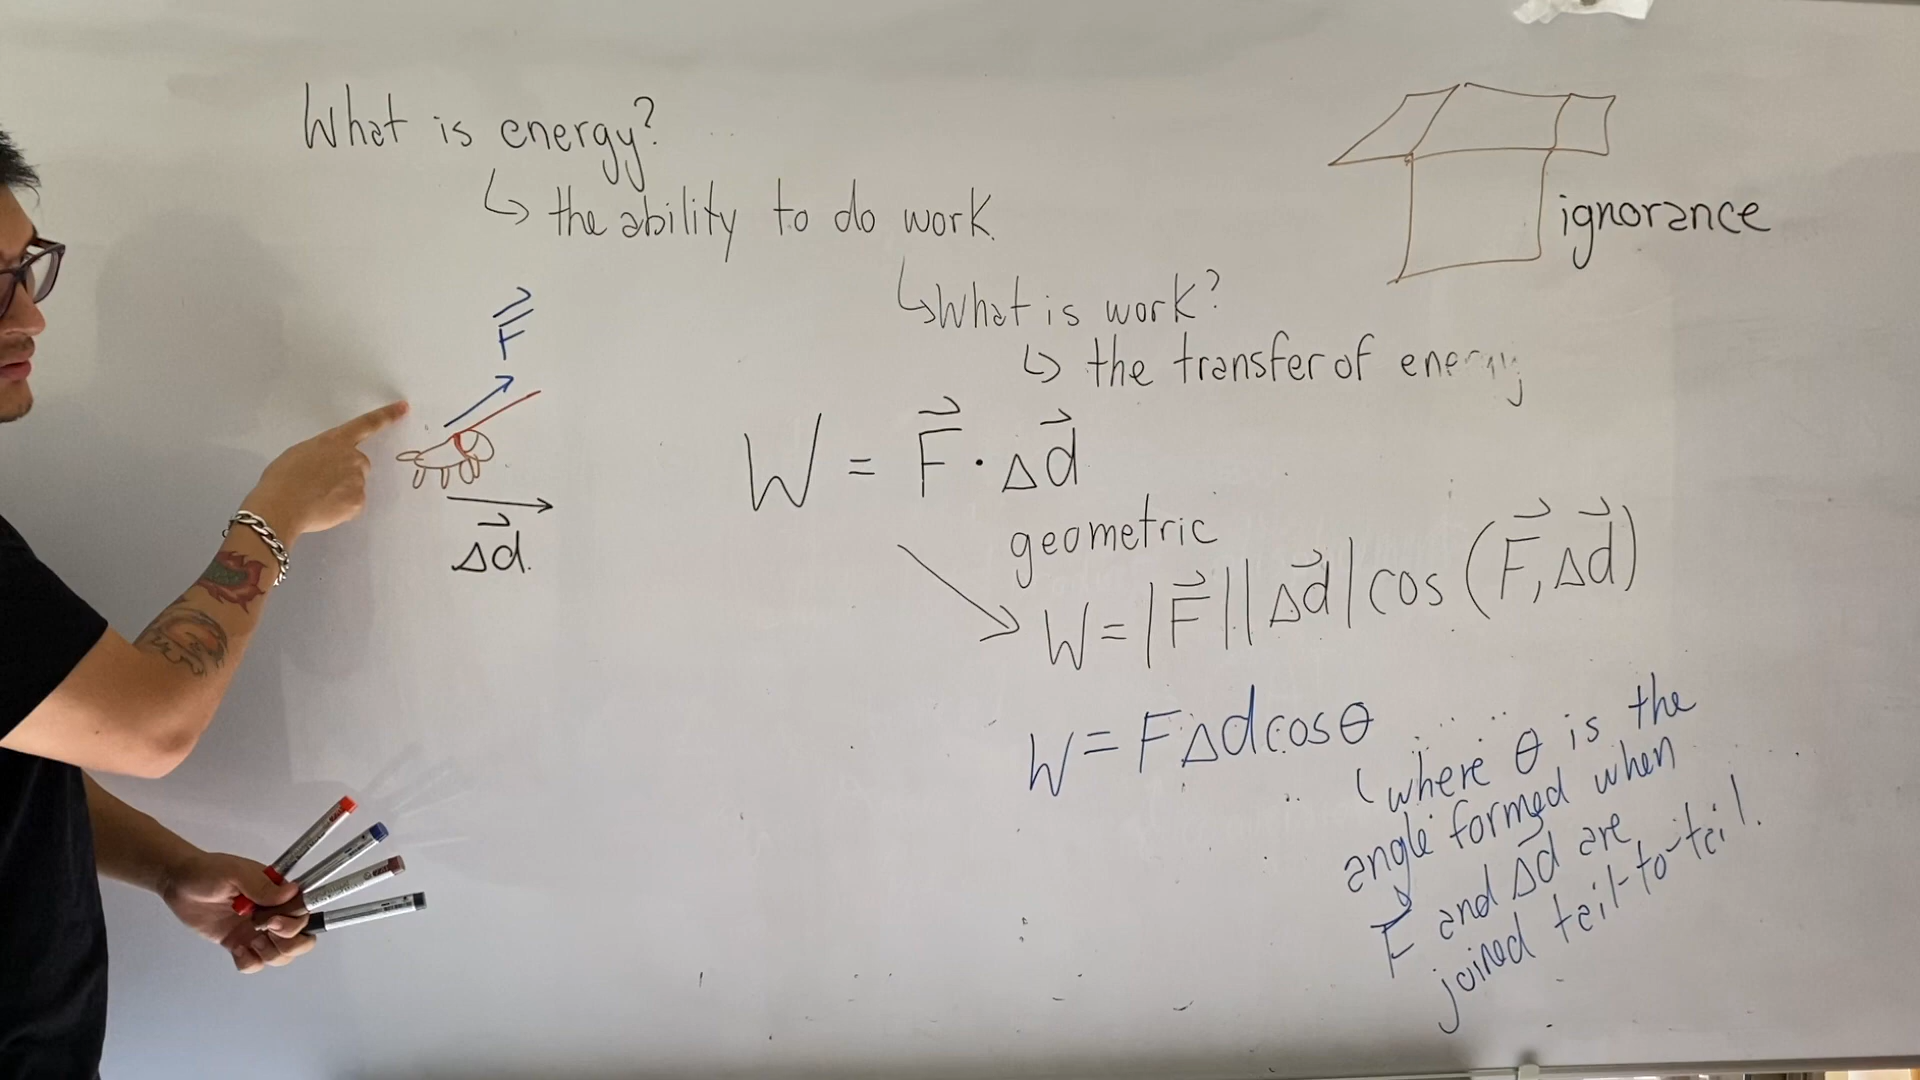 What is energy?
↳ the ability to do work.
ignorance
↳ What is work?
↳ the transfer of energy
F⃗
Δd⃗.
W = F⃗ · Δd⃗
geometric
W = |F⃗||Δd⃗| cos (F⃗, Δd⃗)
W = FΔd cosθ
where θ is the
angle formed when
F⃗ and Δd⃗ are
joined tail-to-tail.